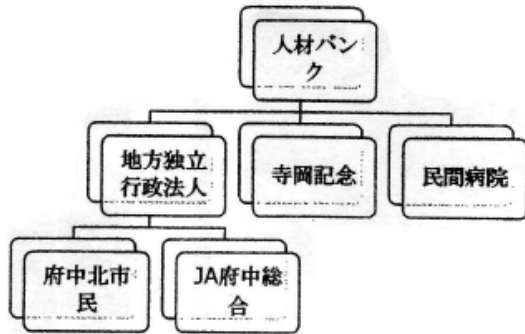 人材バン
ク
地方独立
行政法人
寺岡記念
民間病院
府中北市
民
JA府中総
合